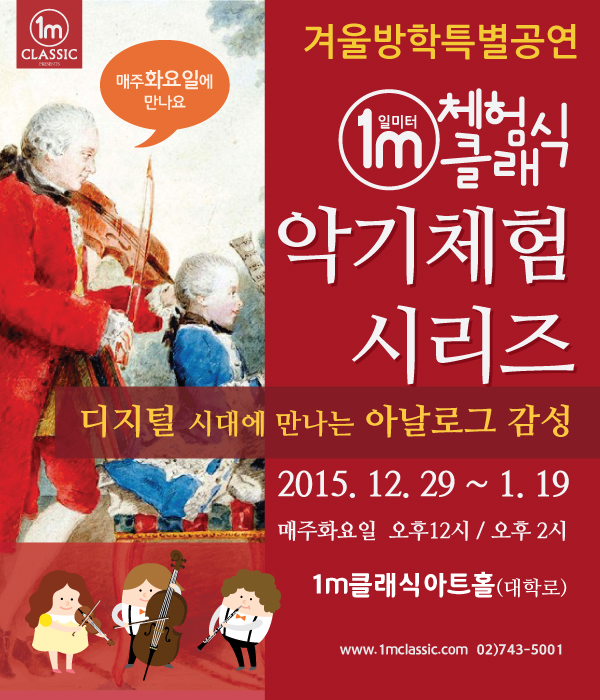 1m
CLASSIC
PRESENTS
매주화요일에
만나요
겨울방학특별공연
일미터
1m
체험식
클래식
악기체험
시리즈
디지털 시대에 만나는 아날로그 감성
2015. 12. 29 ~ 1. 19
매주화요일 오후12시 / 오후 2시
1m클래식아트홀(대학로)
www.1mclassic.com 02)743-5001